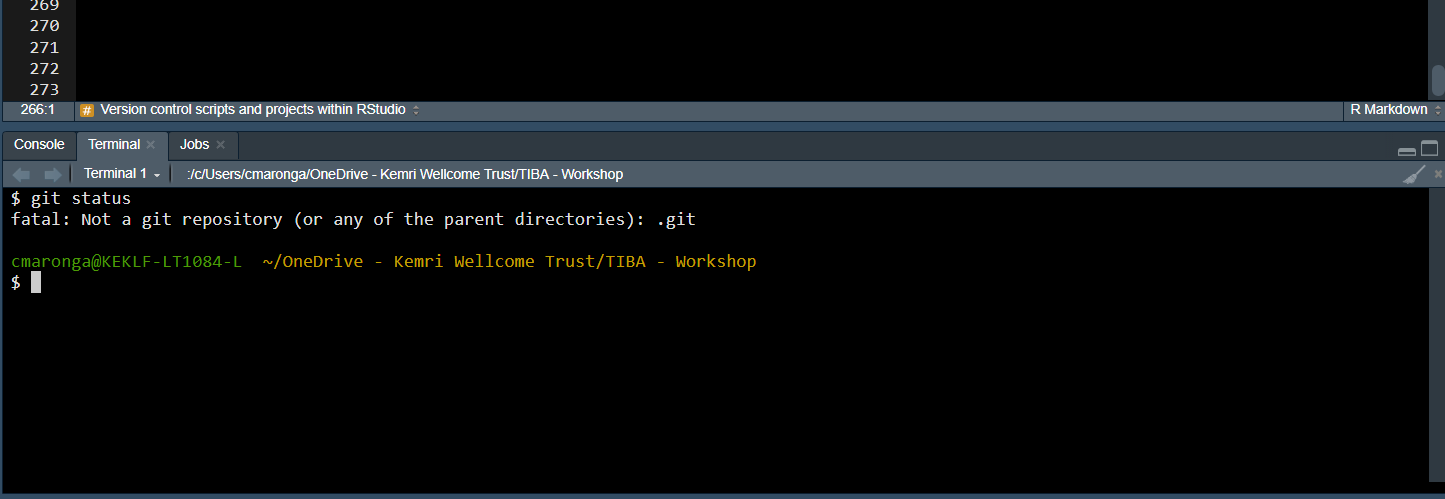 269
270
271
272
273
266:1 # Version control scripts and projects within RStudio R Markdown
Console Terminal Jobs
Terminal 1 :/c/Users/cmaronga/OneDrive - Kemri Wellcome Trust/TIBA - Workshop
$ git status
fatal: Not a git repository (or any of the parent directories): .git
cmaronga@KEKLF-LT1084-L ~/OneDrive - Kemri Wellcome Trust/TIBA - Workshop
$